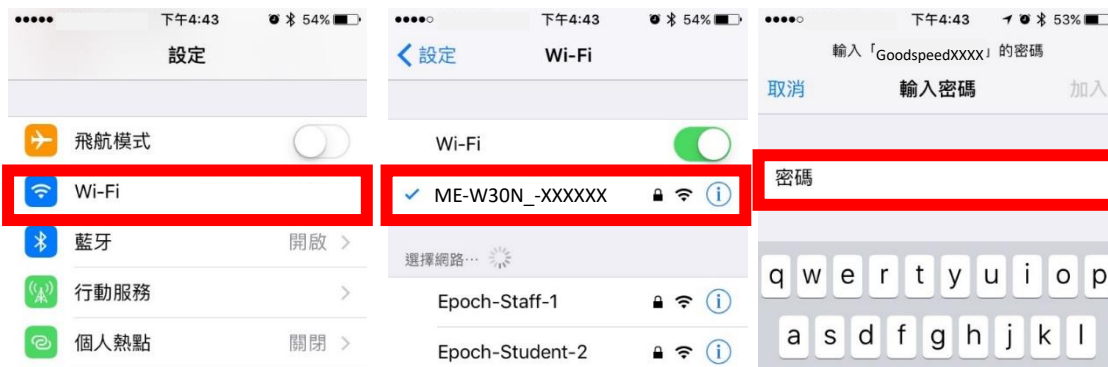 下午4:43 54%
設定
飛航模式
Wi-Fi
藍牙 開啟
行動服務
個人熱點 關閉
下午4:43 54%
設定 Wi-Fi
Wi-Fi
ME-W30N_-XXXXXX
選擇網路…
Epoch-Staff-1
Epoch-Student-2
下午4:43 53%
輸入「GoodspeedXXXX」的密碼
取消 輸入密碼 加入
密碼
q w e r t y u i o p
a s d f g h j k l